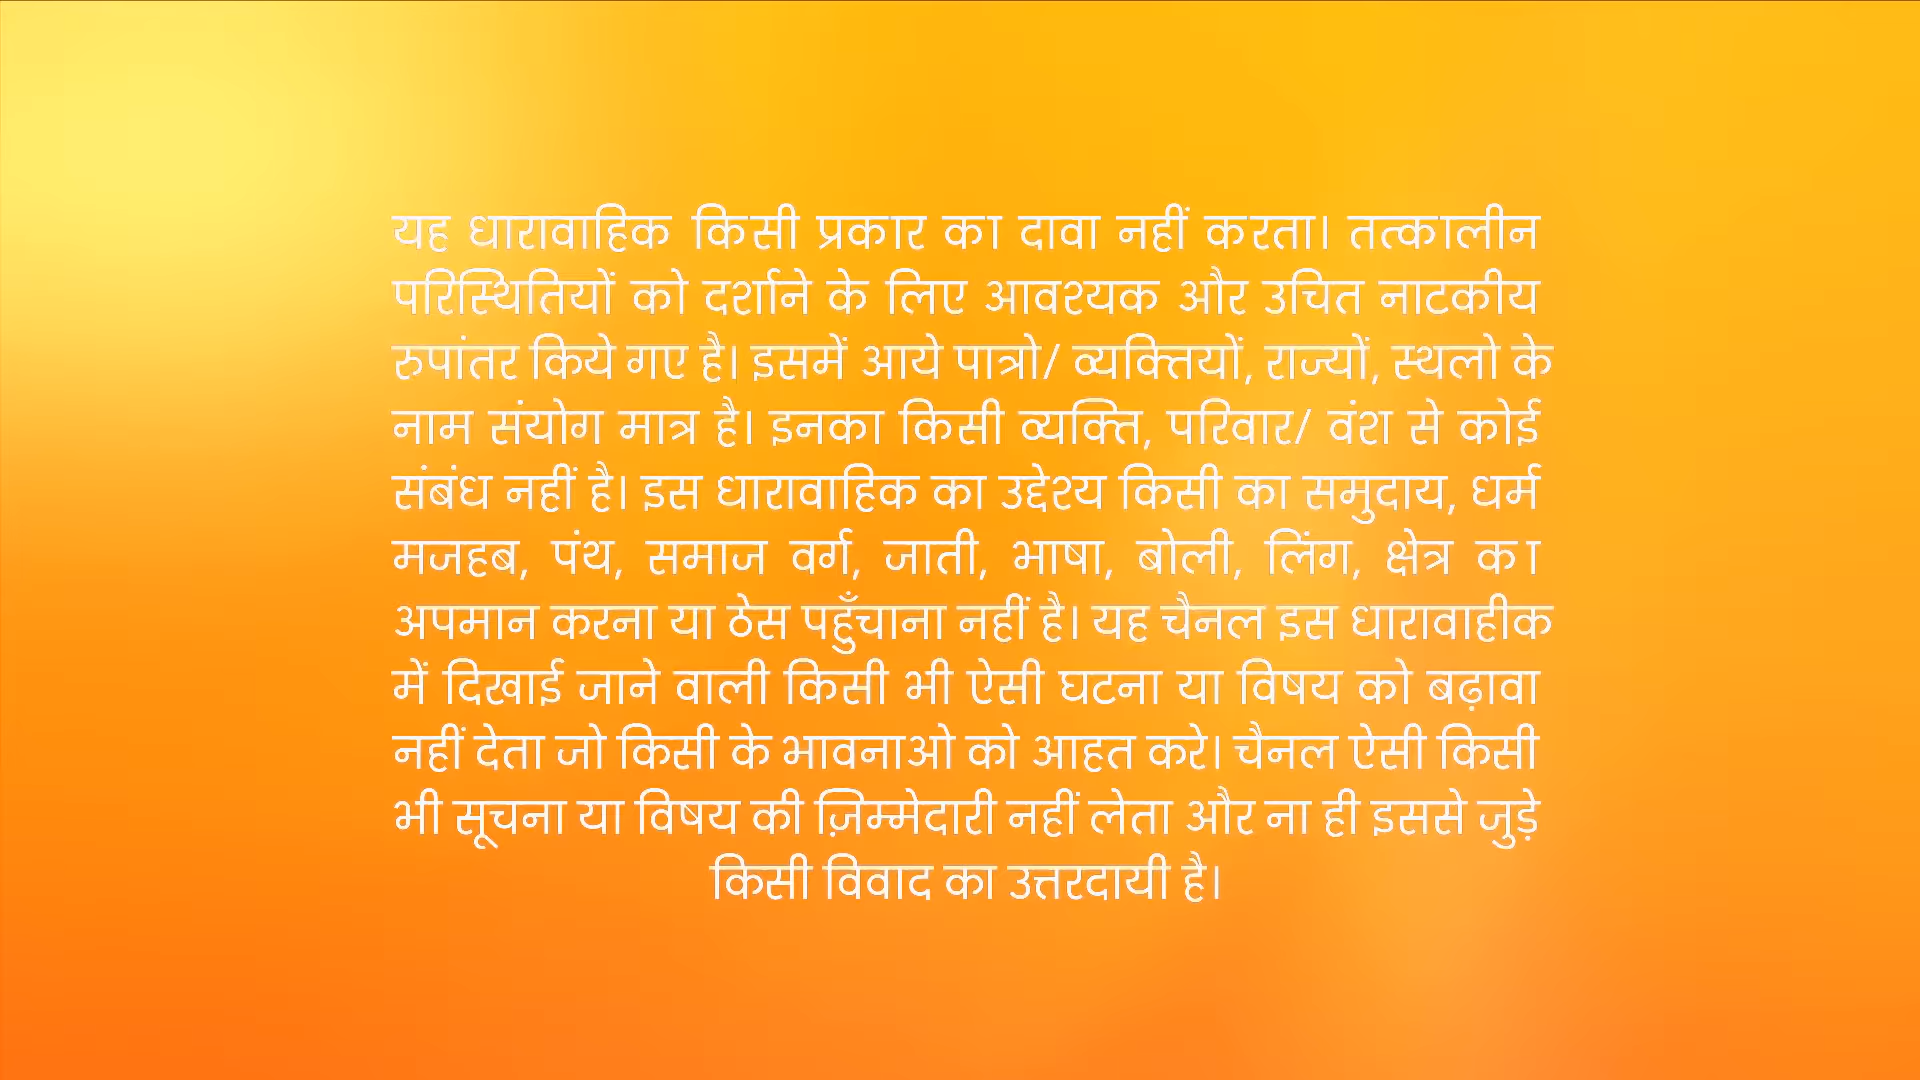 यह धारावाहिक किसी प्रकार का दावा नहीं करता। तत्कालीन
परिस्थितियों को दर्शाने के लिए आवश्यक और उचित नाटकीय
रुपांतर किये गए है। इसमें आये पात्रो/ व्यक्तियों, राज्यों, स्थलो के
नाम संयोग मात्र है। इनका किसी व्यक्ति, परिवार/ वंश से कोई
संबंध नहीं है। इस धारावाहिक का उद्देश्य किसी का समुदाय, धर्म
मजहब, पंथ, समाज वर्ग, जाती, भाषा, बोली, लिंग, क्षेत्र का
अपमान करना या ठेस पहुँचाना नहीं है। यह चैनल इस धारावाहीक
में दिखाई जाने वाली किसी भी ऐसी घटना या विषय को बढ़ावा
नहीं देता जो किसी के भावनाओ को आहत करे। चैनल ऐसी किसी
भी सूचना या विषय की ज़िम्मेदारी नहीं लेता और ना ही इससे जुड़े
किसी विवाद का उत्तरदायी है।